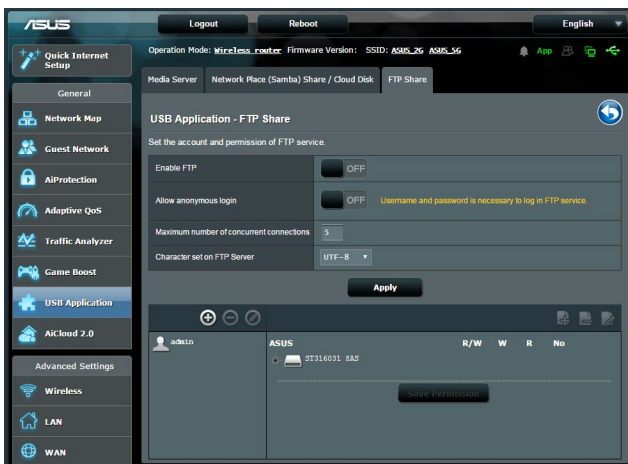 ASUS
Logout
Reboot
English
Quick Internet
Setup
Operation Mode: Wireless router Firmware Version: SSID: ASUS_2G ASUS_5G
App
Media Server
Network Place (Samba) Share / Cloud Disk
FTP Share
General
Network Map
Guest Network
AiProtection
Adaptive QoS
Traffic Analyzer
Game Boost
USB Application
AiCloud 2.0
Advanced Settings
Wireless
LAN
WAN
USB Application - FTP Share
Set the account and permission of FTP service.
Enable FTP
OFF
Allow anonymous login
OFF
Username and password is necessary to log in FTP service.
Maximum number of concurrent connections
5
Character set on FTP Server
UTF-8
Apply
admin
ASUS
R/W W R No
ST316031 8AS
Save Permission